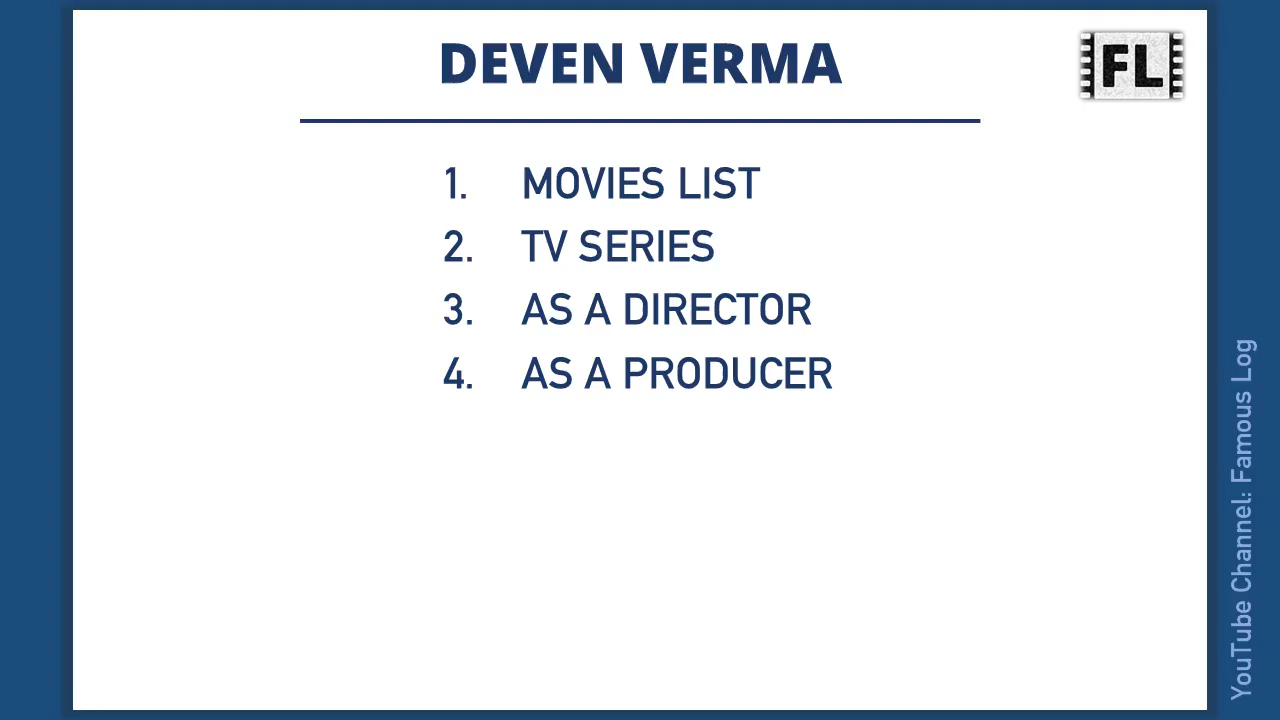 DEVEN VERMA
FL
1. MOVIES LIST
2. TV SERIES
3. AS A DIRECTOR
4. AS A PRODUCER
YouTube Channel: Famous Log